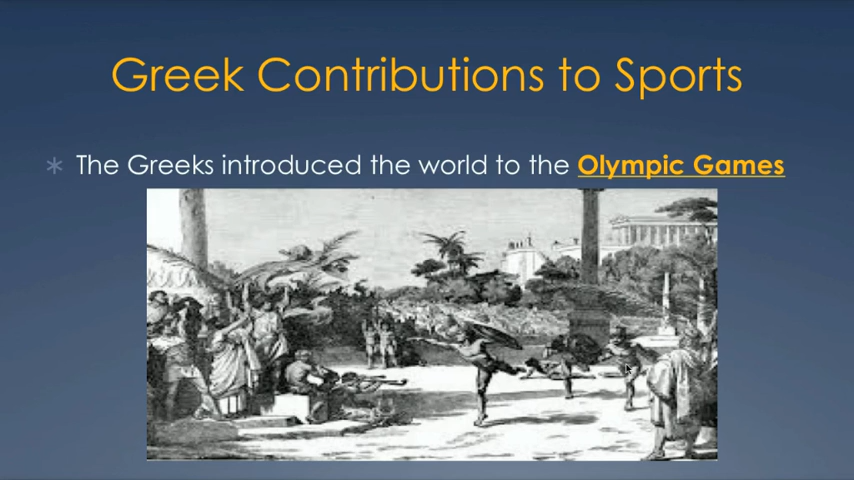 Greek Contributions to Sports
The Greeks introduced the world to the Olympic Games